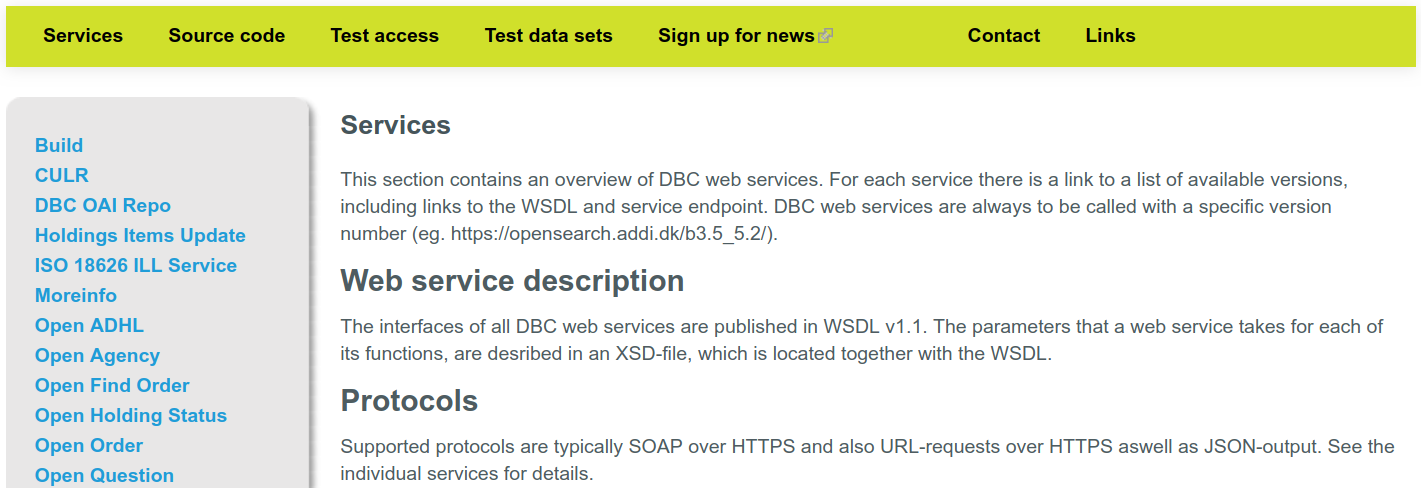 Services Source code Test access Test data sets Sign up for news Contact Links
Build
CULR
DBC OAI Repo
Holdings Items Update
ISO 18626 ILL Service
Moreinfo
Open ADHL
Open Agency
Open Find Order
Open Holding Status
Open Order
Open Question
Services
This section contains an overview of DBC web services. For each service there is a link to a list of available versions,
including links to the WSDL and service endpoint. DBC web services are always to be called with a specific version
number (eg. https://opensearch.addi.dk/b3.5_5.2/).
Web service description
The interfaces of all DBC web services are published in WSDL v1.1. The parameters that a web service takes for each of
its functions, are desribed in an XSD-file, which is located together with the WSDL.
Protocols
Supported protocols are typically SOAP over HTTPS and also URL-requests over HTTPS aswell as JSON-output. See the
individual services for details.